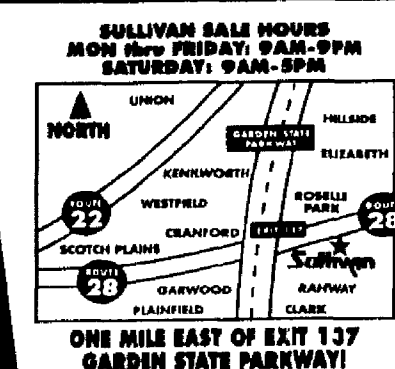 SULLIVAN SALE HOURS
MON thru FRIDAY: 9AM-9PM
SATURDAY: 9AM-5PM
UNION
NORTH
HILLSIDE
GARDEN STATE
PARKWAY
ELIZABETH
KENILWORTH
ROUTE
22
WESTFIELD
ROSELLE
PARK
ROUTE
28
CRANFORD
EXIT 137
SCOTCH PLAINS
Sullivan
ROUTE
28
GARWOOD
RAHWAY
PLAINFIELD
CLARK
ONE MILE EAST OF EXIT 137
GARDEN STATE PARKWAY!